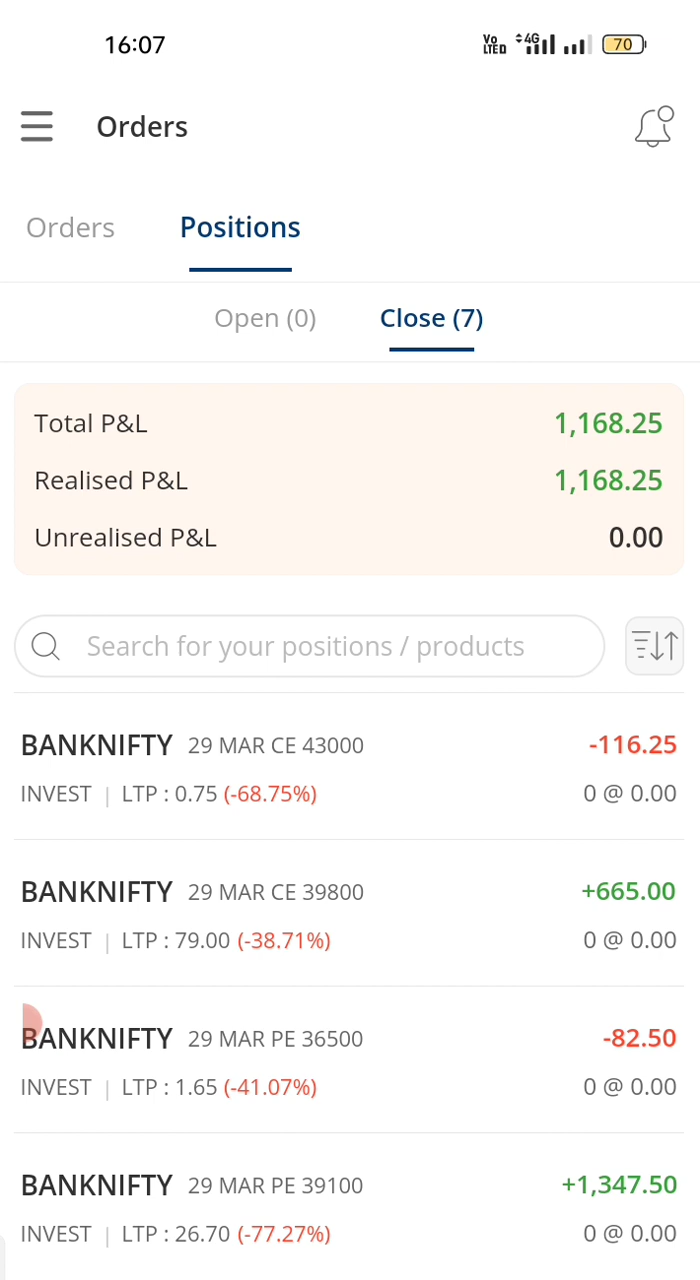 16:07 Vo LTED 4G 70
Orders
Orders Positions
Open (0) Close (7)
Total P&L 1,168.25
Realised P&L 1,168.25
Unrealised P&L 0.00
Search for your positions / products
BANKNIFTY 29 MAR CE 43000 -116.25
INVEST | LTP : 0.75 (-68.75%) 0 @ 0.00
BANKNIFTY 29 MAR CE 39800 +665.00
INVEST | LTP : 79.00 (-38.71%) 0 @ 0.00
BANKNIFTY 29 MAR PE 36500 -82.50
INVEST | LTP : 1.65 (-41.07%) 0 @ 0.00
BANKNIFTY 29 MAR PE 39100 +1,347.50
INVEST | LTP : 26.70 (-77.27%) 0 @ 0.00